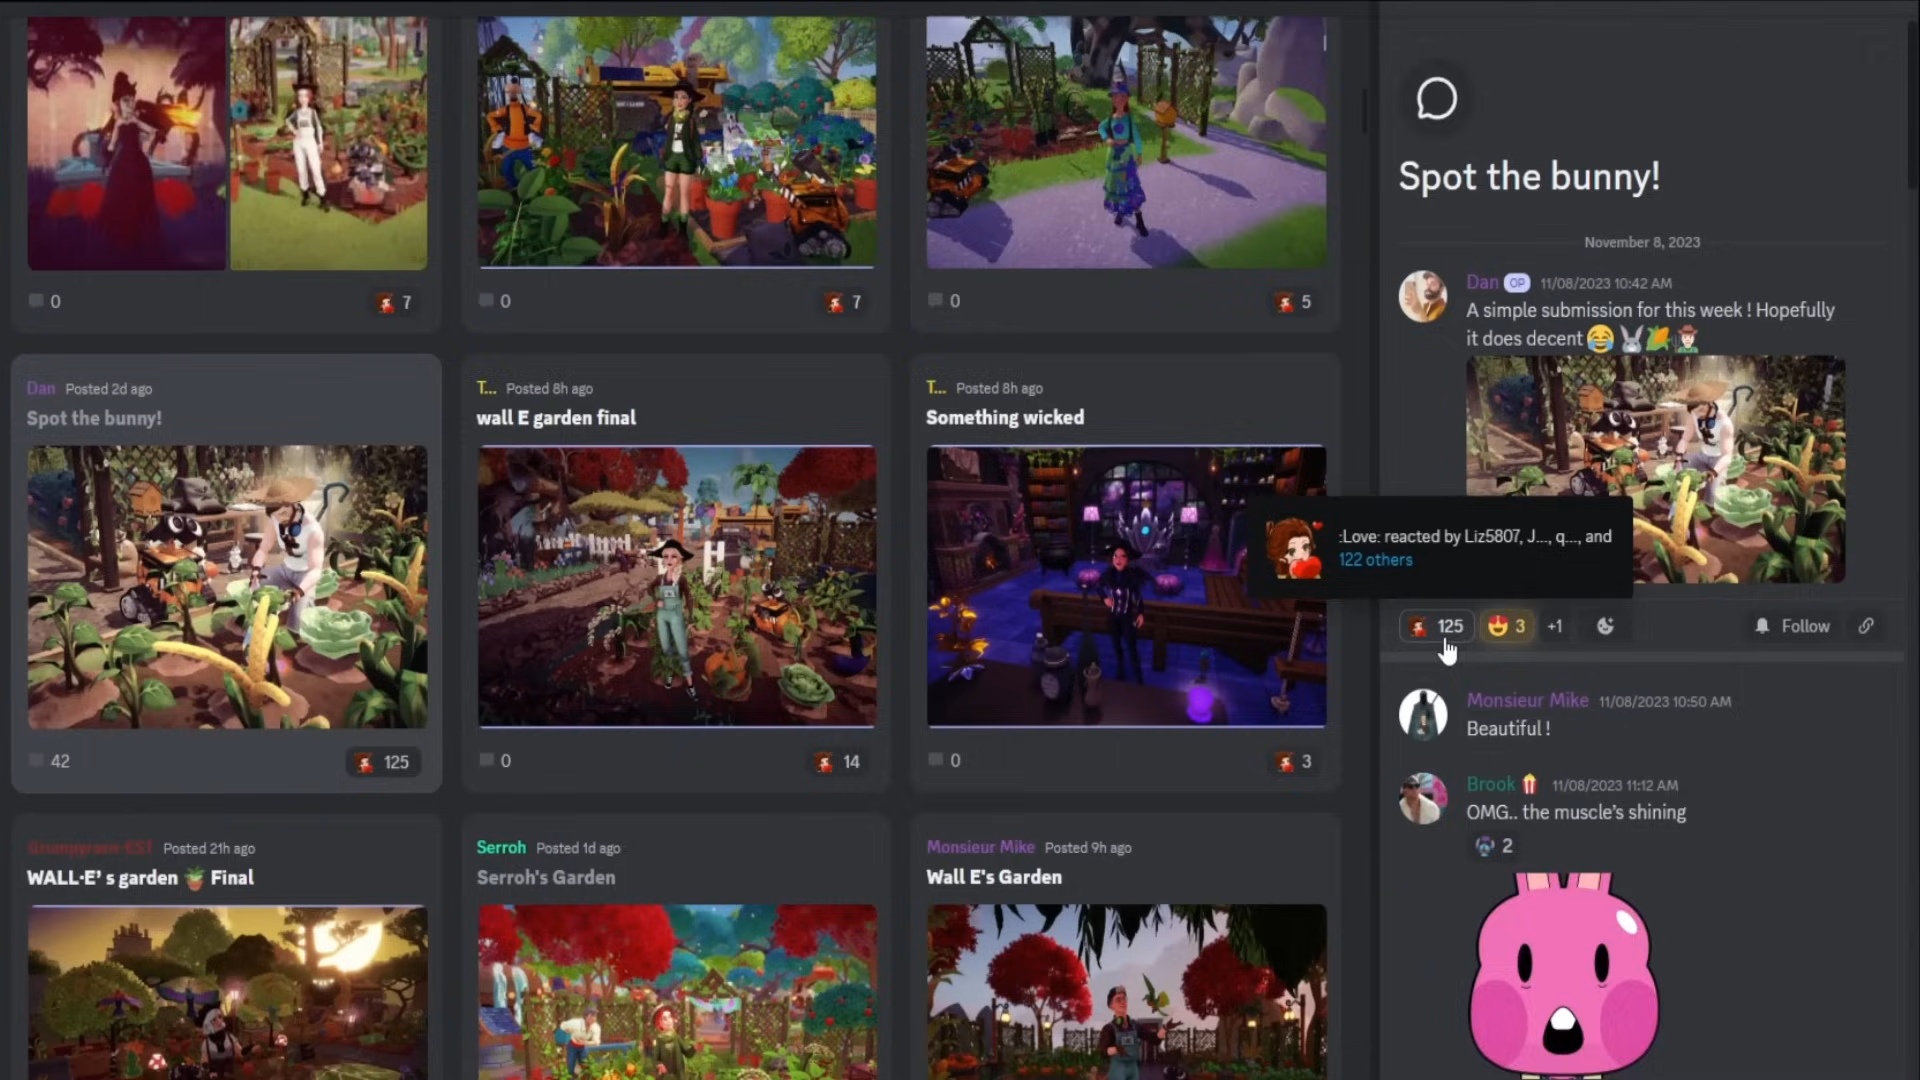 0
7
0
7
0
5
Dan Posted 2d ago
Spot the bunny!
42
125
T... Posted 8h ago
wall E garden final
0
14
T... Posted 8h ago
Something wicked
0
3
Posted 21h ago
WALL·E' s garden 🪴 Final
Serroh Posted 1d ago
Serroh's Garden
Monsieur Mike Posted 9h ago
Wall E's Garden
Spot the bunny!
November 8, 2023
Dan OP 11/08/2023 10:42 AM
A simple submission for this week ! Hopefully
it does decent 😂🐰🌽👨‍🌾
:Love: reacted by Liz5807, J..., q..., and
122 others
125 😍 3 +1 Follow
Monsieur Mike 11/08/2023 10:50 AM
Beautiful !
Brook 🍿 11/08/2023 11:12 AM
OMG.. the muscle's shining
2